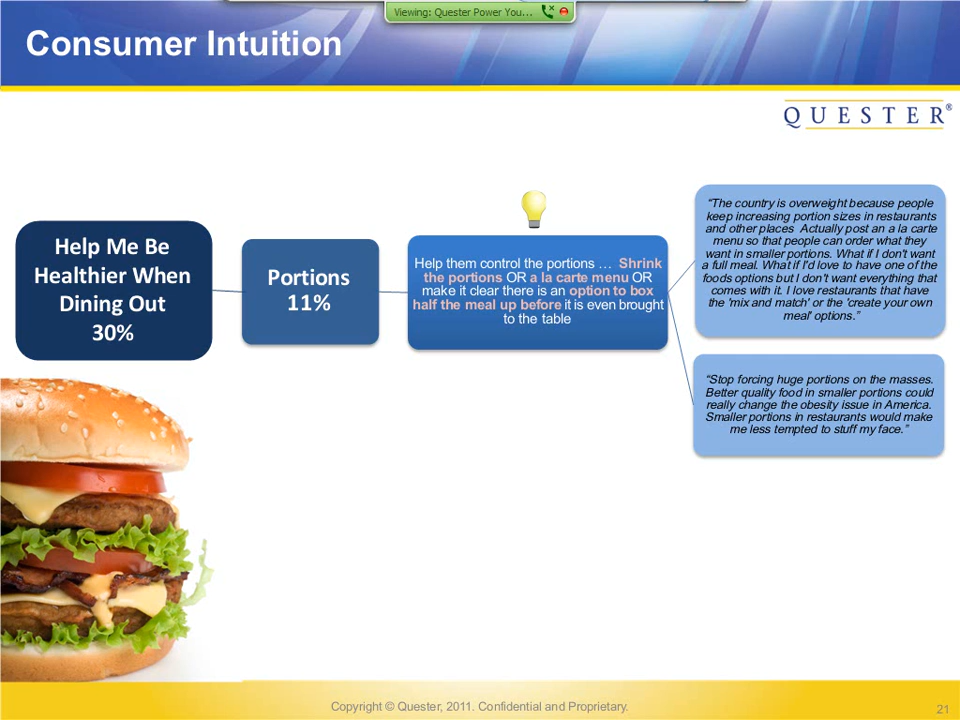 Viewing: Quester Power You...
Consumer Intuition
QUESTER®
Help Me Be
Healthier When
Dining Out
30%
Portions
11%
Help them control the portions … Shrink
the portions OR a la carte menu OR
make it clear there is an option to box
half the meal up before it is even brought
to the table
“The country is overweight because people
keep increasing portion sizes in restaurants
and other places  Actually post an a la carte
menu so that people can order what they
want in smaller portions. What if I don't want
a full meal. What if I'd love to have one of the
foods options but I don't want everything that
comes with it. I love restaurants that have
the 'mix and match' or the 'create your own
meal' options.”
“Stop forcing huge portions on the masses.
Better quality food in smaller portions could
really change the obesity issue in America.
Smaller portions in restaurants would make
me less tempted to stuff my face.”
Copyright © Quester, 2011. Confidential and Proprietary.
21